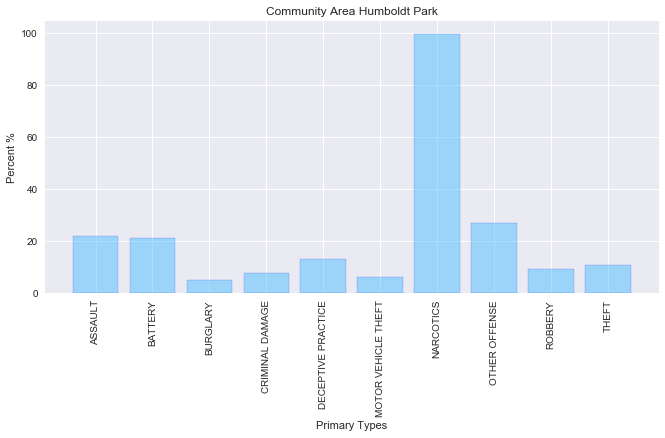 Community Area Humboldt Park
Percent %
100
80
60
40
20
0
ASSAULT
BATTERY
BURGLARY
CRIMINAL DAMAGE
DECEPTIVE PRACTICE
MOTOR VEHICLE THEFT
NARCOTICS
OTHER OFFENSE
ROBBERY
THEFT
Primary Types